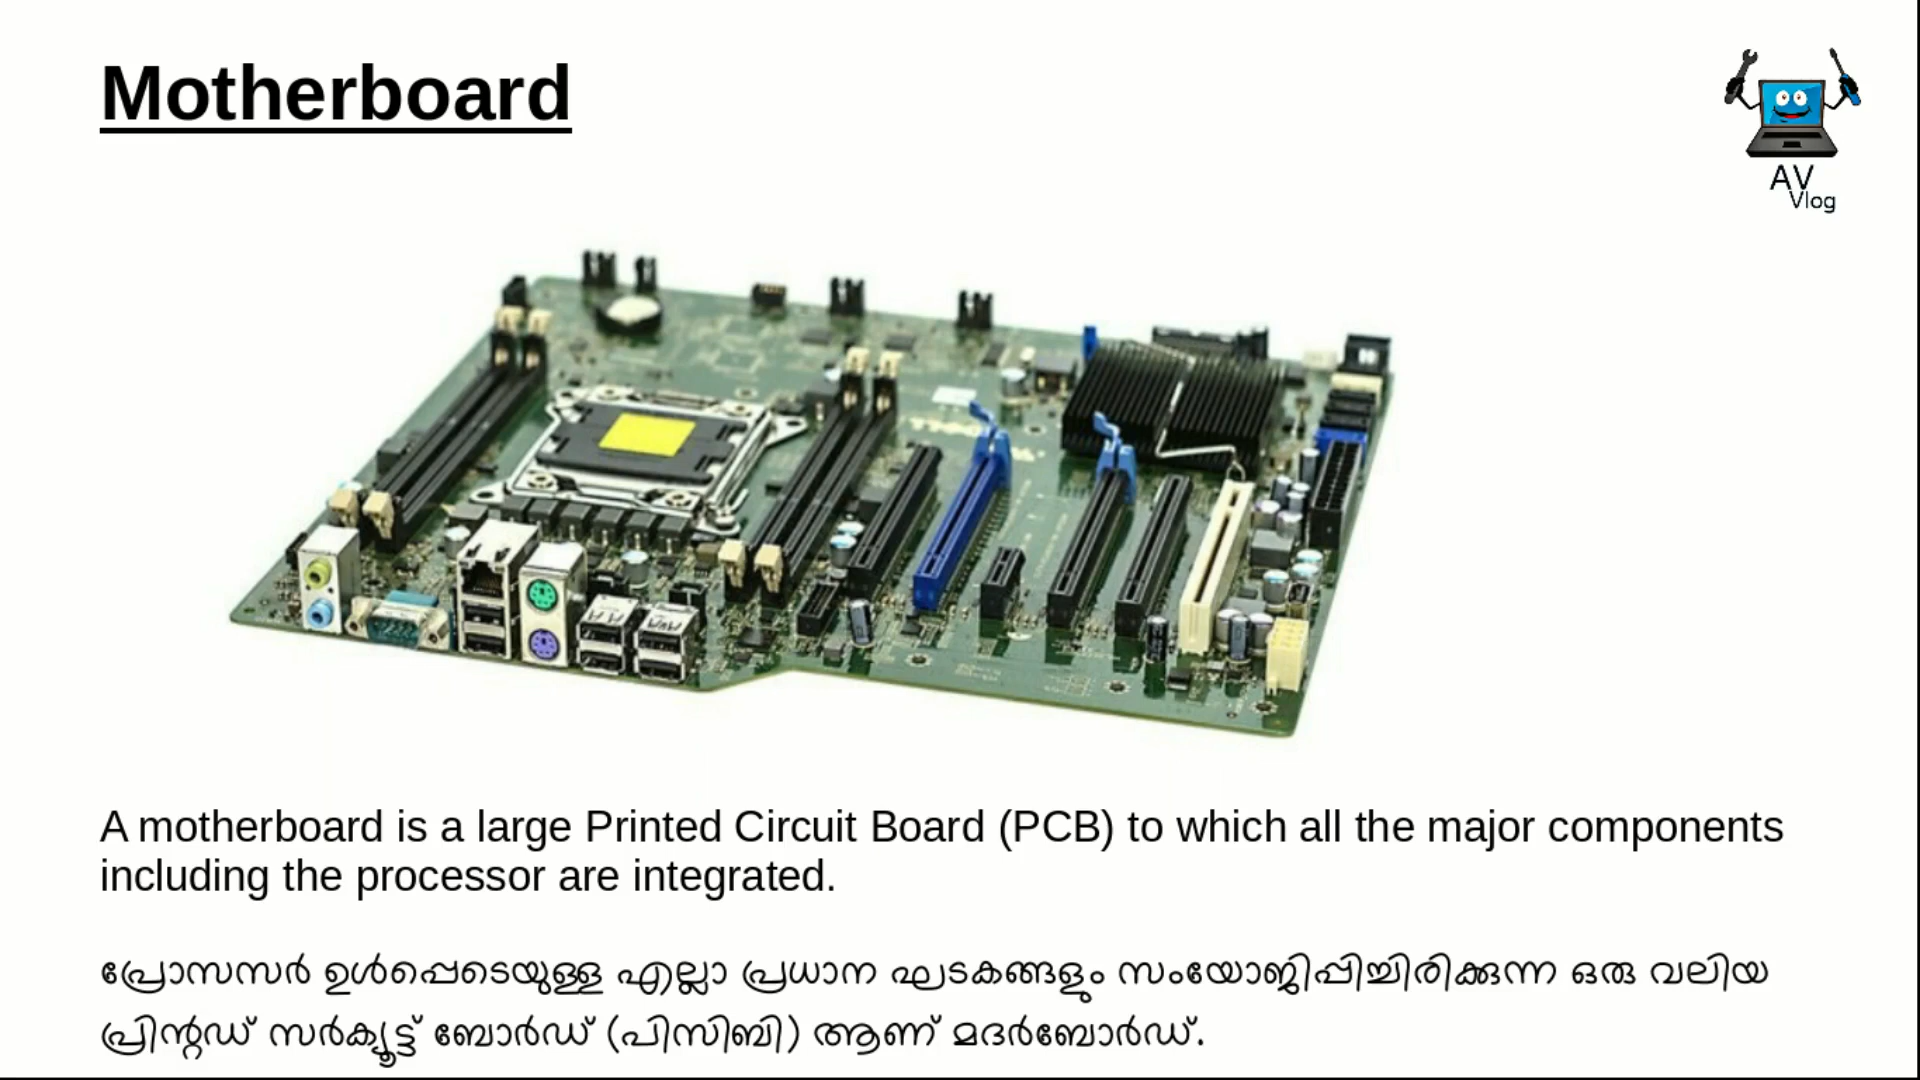 Motherboard
AV
Vlog
A motherboard is a large Printed Circuit Board (PCB) to which all the major components
including the processor are integrated.
പ്രോസസർ ഉൾപ്പെടെയുള്ള എല്ലാ പ്രധാന ഘടകങ്ങളും സംയോജിപ്പിച്ചിരിക്കുന്ന ഒരു വലിയ
പ്രിന്റഡ് സർക്യൂട്ട് ബോർഡ് (പിസിബി) ആണ് മദർബോർഡ്.